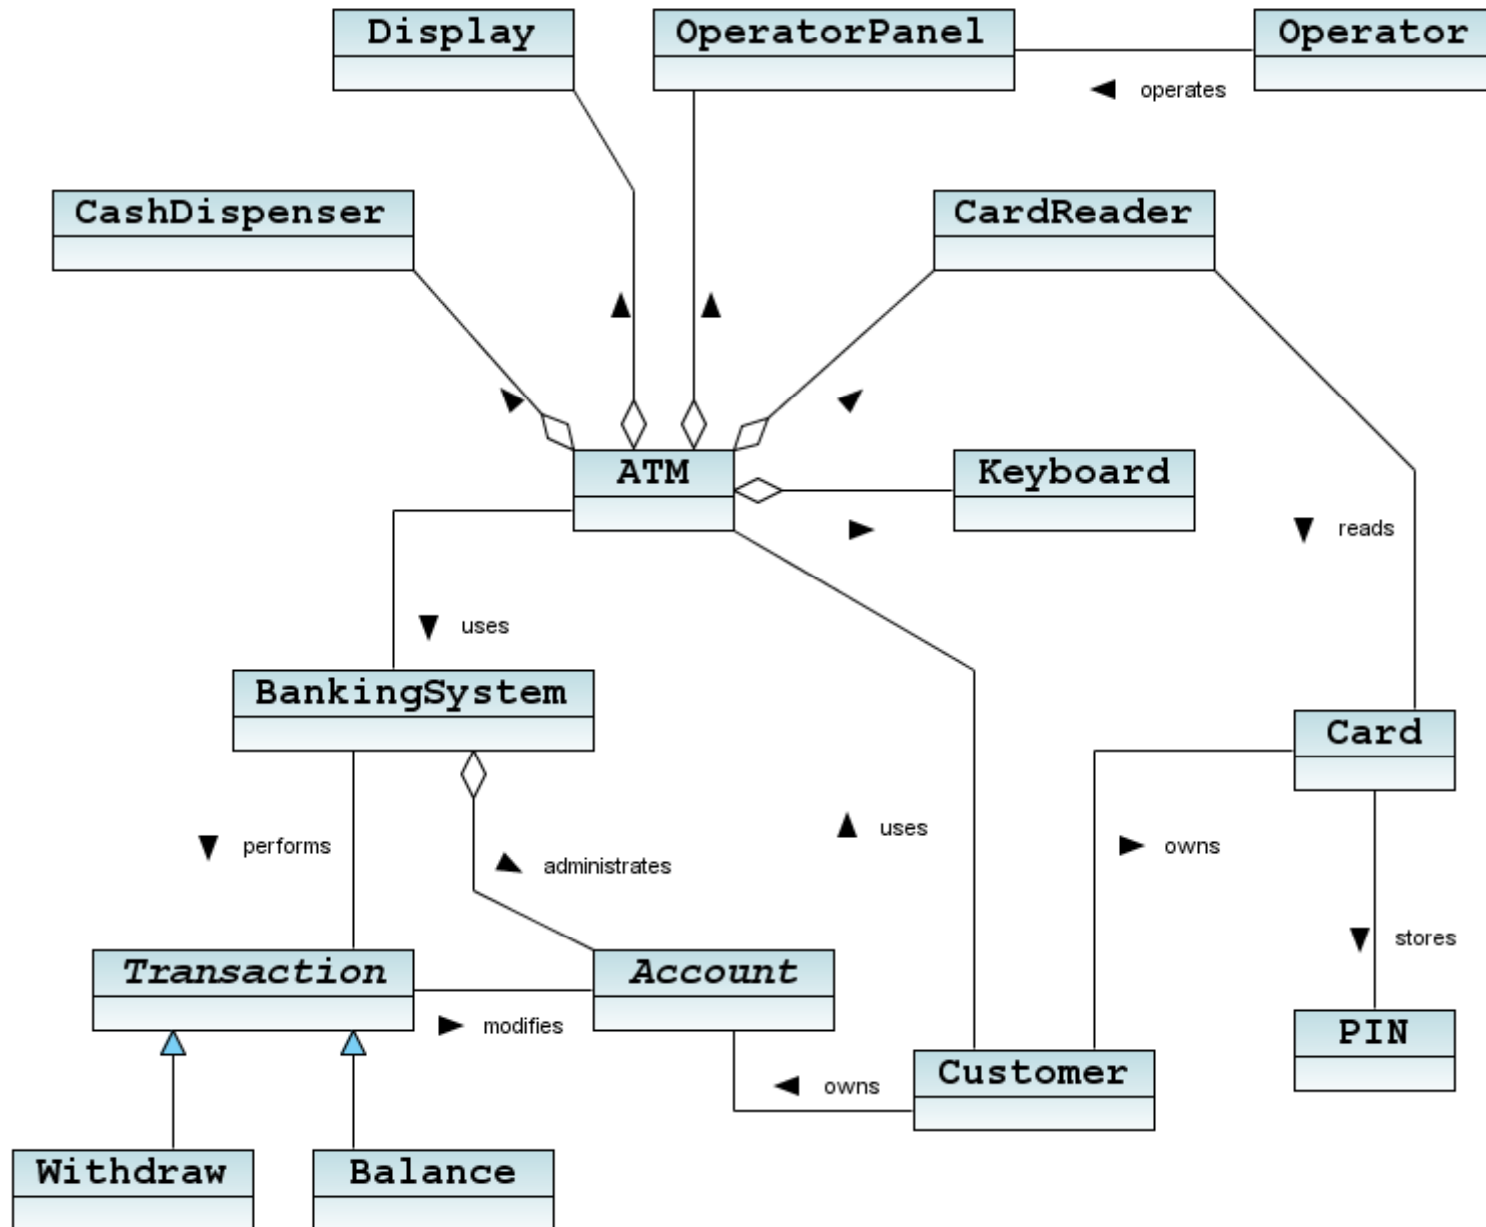 Display
OperatorPanel
Operator
operates
CashDispenser
CardReader
ATM
Keyboard
reads
uses
BankingSystem
Card
performs
administrates
uses
owns
stores
Transaction
Account
modifies
PIN
Customer
owns
Withdraw
Balance